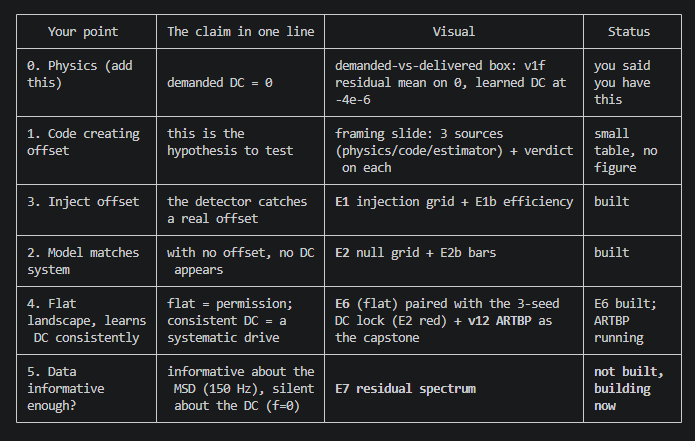 Your point The claim in one line Visual Status
0. Physics (add this)
demanded DC = 0
demanded-vs-delivered box: v1f residual mean on 0, learned DC at -4e-6
you said you have this
1. Code creating offset
this is the hypothesis to test
framing slide: 3 sources (physics/code/estimator) + verdict on each
small table, no figure
3. Inject offset
the detector catches a real offset
E1 injection grid + E1b efficiency
built
2. Model matches system
with no offset, no DC appears
E2 null grid + E2b bars
built
4. Flat landscape, learns DC consistently
flat = permission; consistent DC = a systematic drive
E6 (flat) paired with the 3-seed DC lock (E2 red) + v12 ARTBP as the capstone
E6 built; ARTBP running
5. Data informative enough?
informative about the MSD (150 Hz), silent about the DC (f=0)
E7 residual spectrum
not built, building now